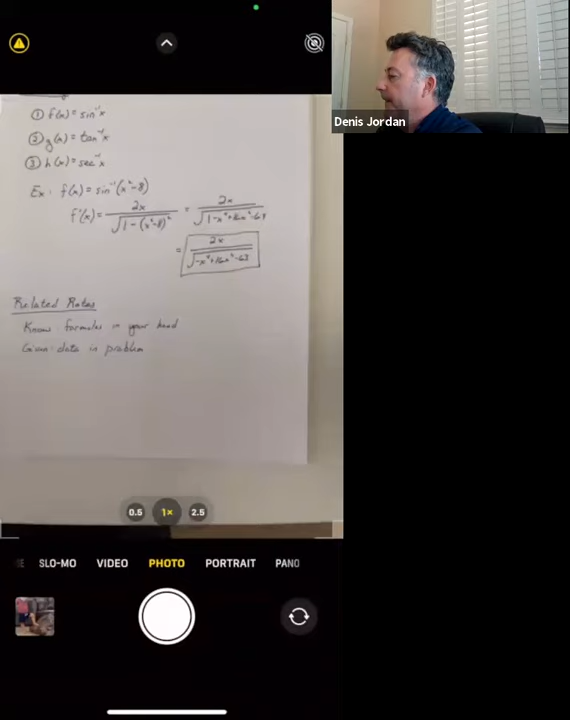 Denis Jordan
① f(x) = sin⁻¹x
② g(x) = tan⁻¹x
③ h(x) = sec⁻¹x
Ex: f(x) = sin⁻¹(x²-8)
f'(x) = 2x / √(1-(x²-8)²) = 2x / √(1-x⁴+16x²-64)
= 2x / √(-x⁴+16x²-63)
Related Rates
Know: formulas in your head
Given: data in problem
0.5 1× 2.5
SLO-MO VIDEO PHOTO PORTRAIT PANO